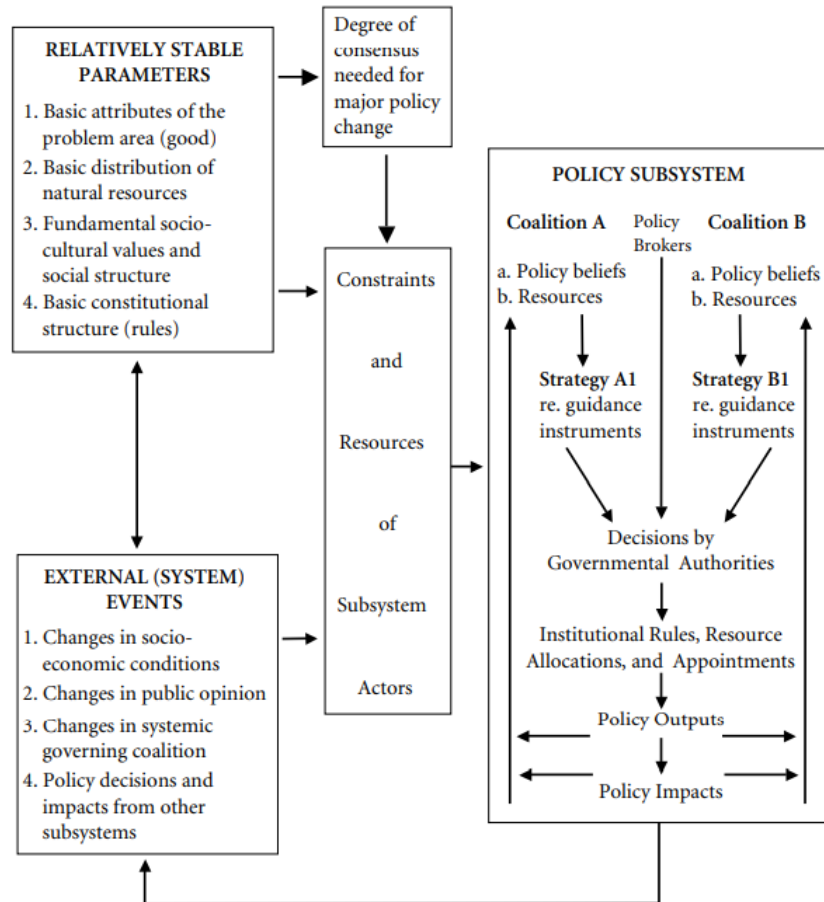 RELATIVELY STABLE
PARAMETERS
1. Basic attributes of the
problem area (good)
2. Basic distribution of
natural resources
3. Fundamental socio-
cultural values and
social structure
4. Basic constitutional
structure (rules)
Degree of
consensus
needed for
major policy
change
EXTERNAL (SYSTEM)
EVENTS
1. Changes in socio-
economic conditions
2. Changes in public opinion
3. Changes in systemic
governing coalition
4. Policy decisions and
impacts from other
subsystems
Constraints
and
Resources
of
Subsystem
Actors
POLICY SUBSYSTEM
Coalition A
a. Policy beliefs
b. Resources
Strategy A1
re. guidance
instruments
Policy
Brokers
Coalition B
a. Policy beliefs
b. Resources
Strategy B1
re. guidance
instruments
Decisions by
Governmental Authorities
Institutional Rules, Resource
Allocations, and Appointments
Policy Outputs
Policy Impacts